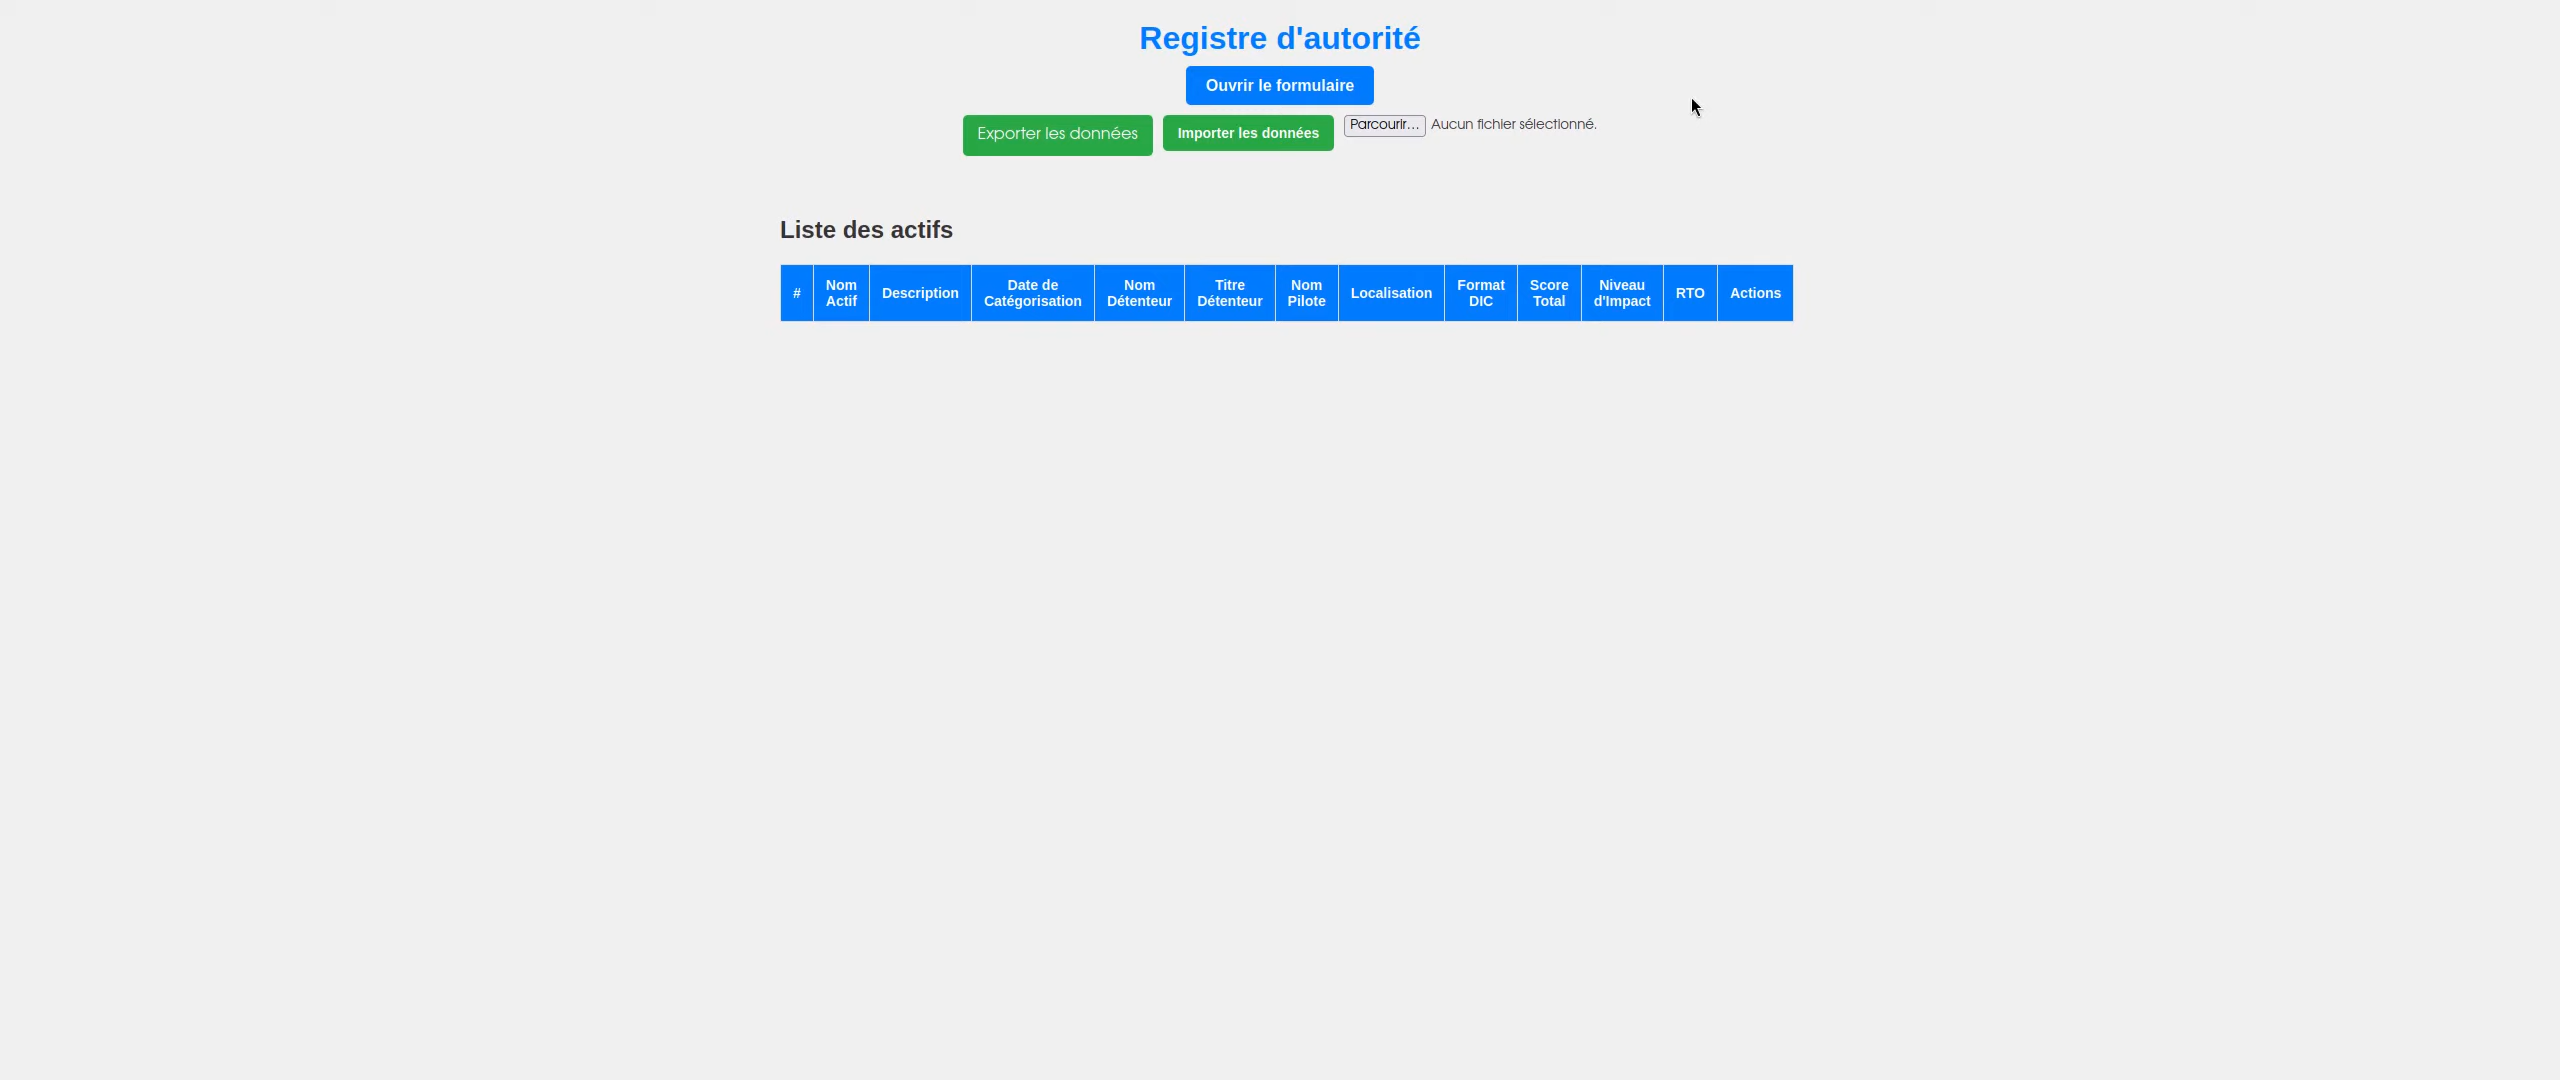 Registre d'autorité
Ouvrir le formulaire
Exporter les données Importer les données Parcourir... Aucun fichier sélectionné.
Liste des actifs
# Nom Actif Description Date de Catégorisation Nom Détenteur Titre Détenteur Nom Pilote Localisation Format DIC Score Total Niveau d'Impact RTO Actions